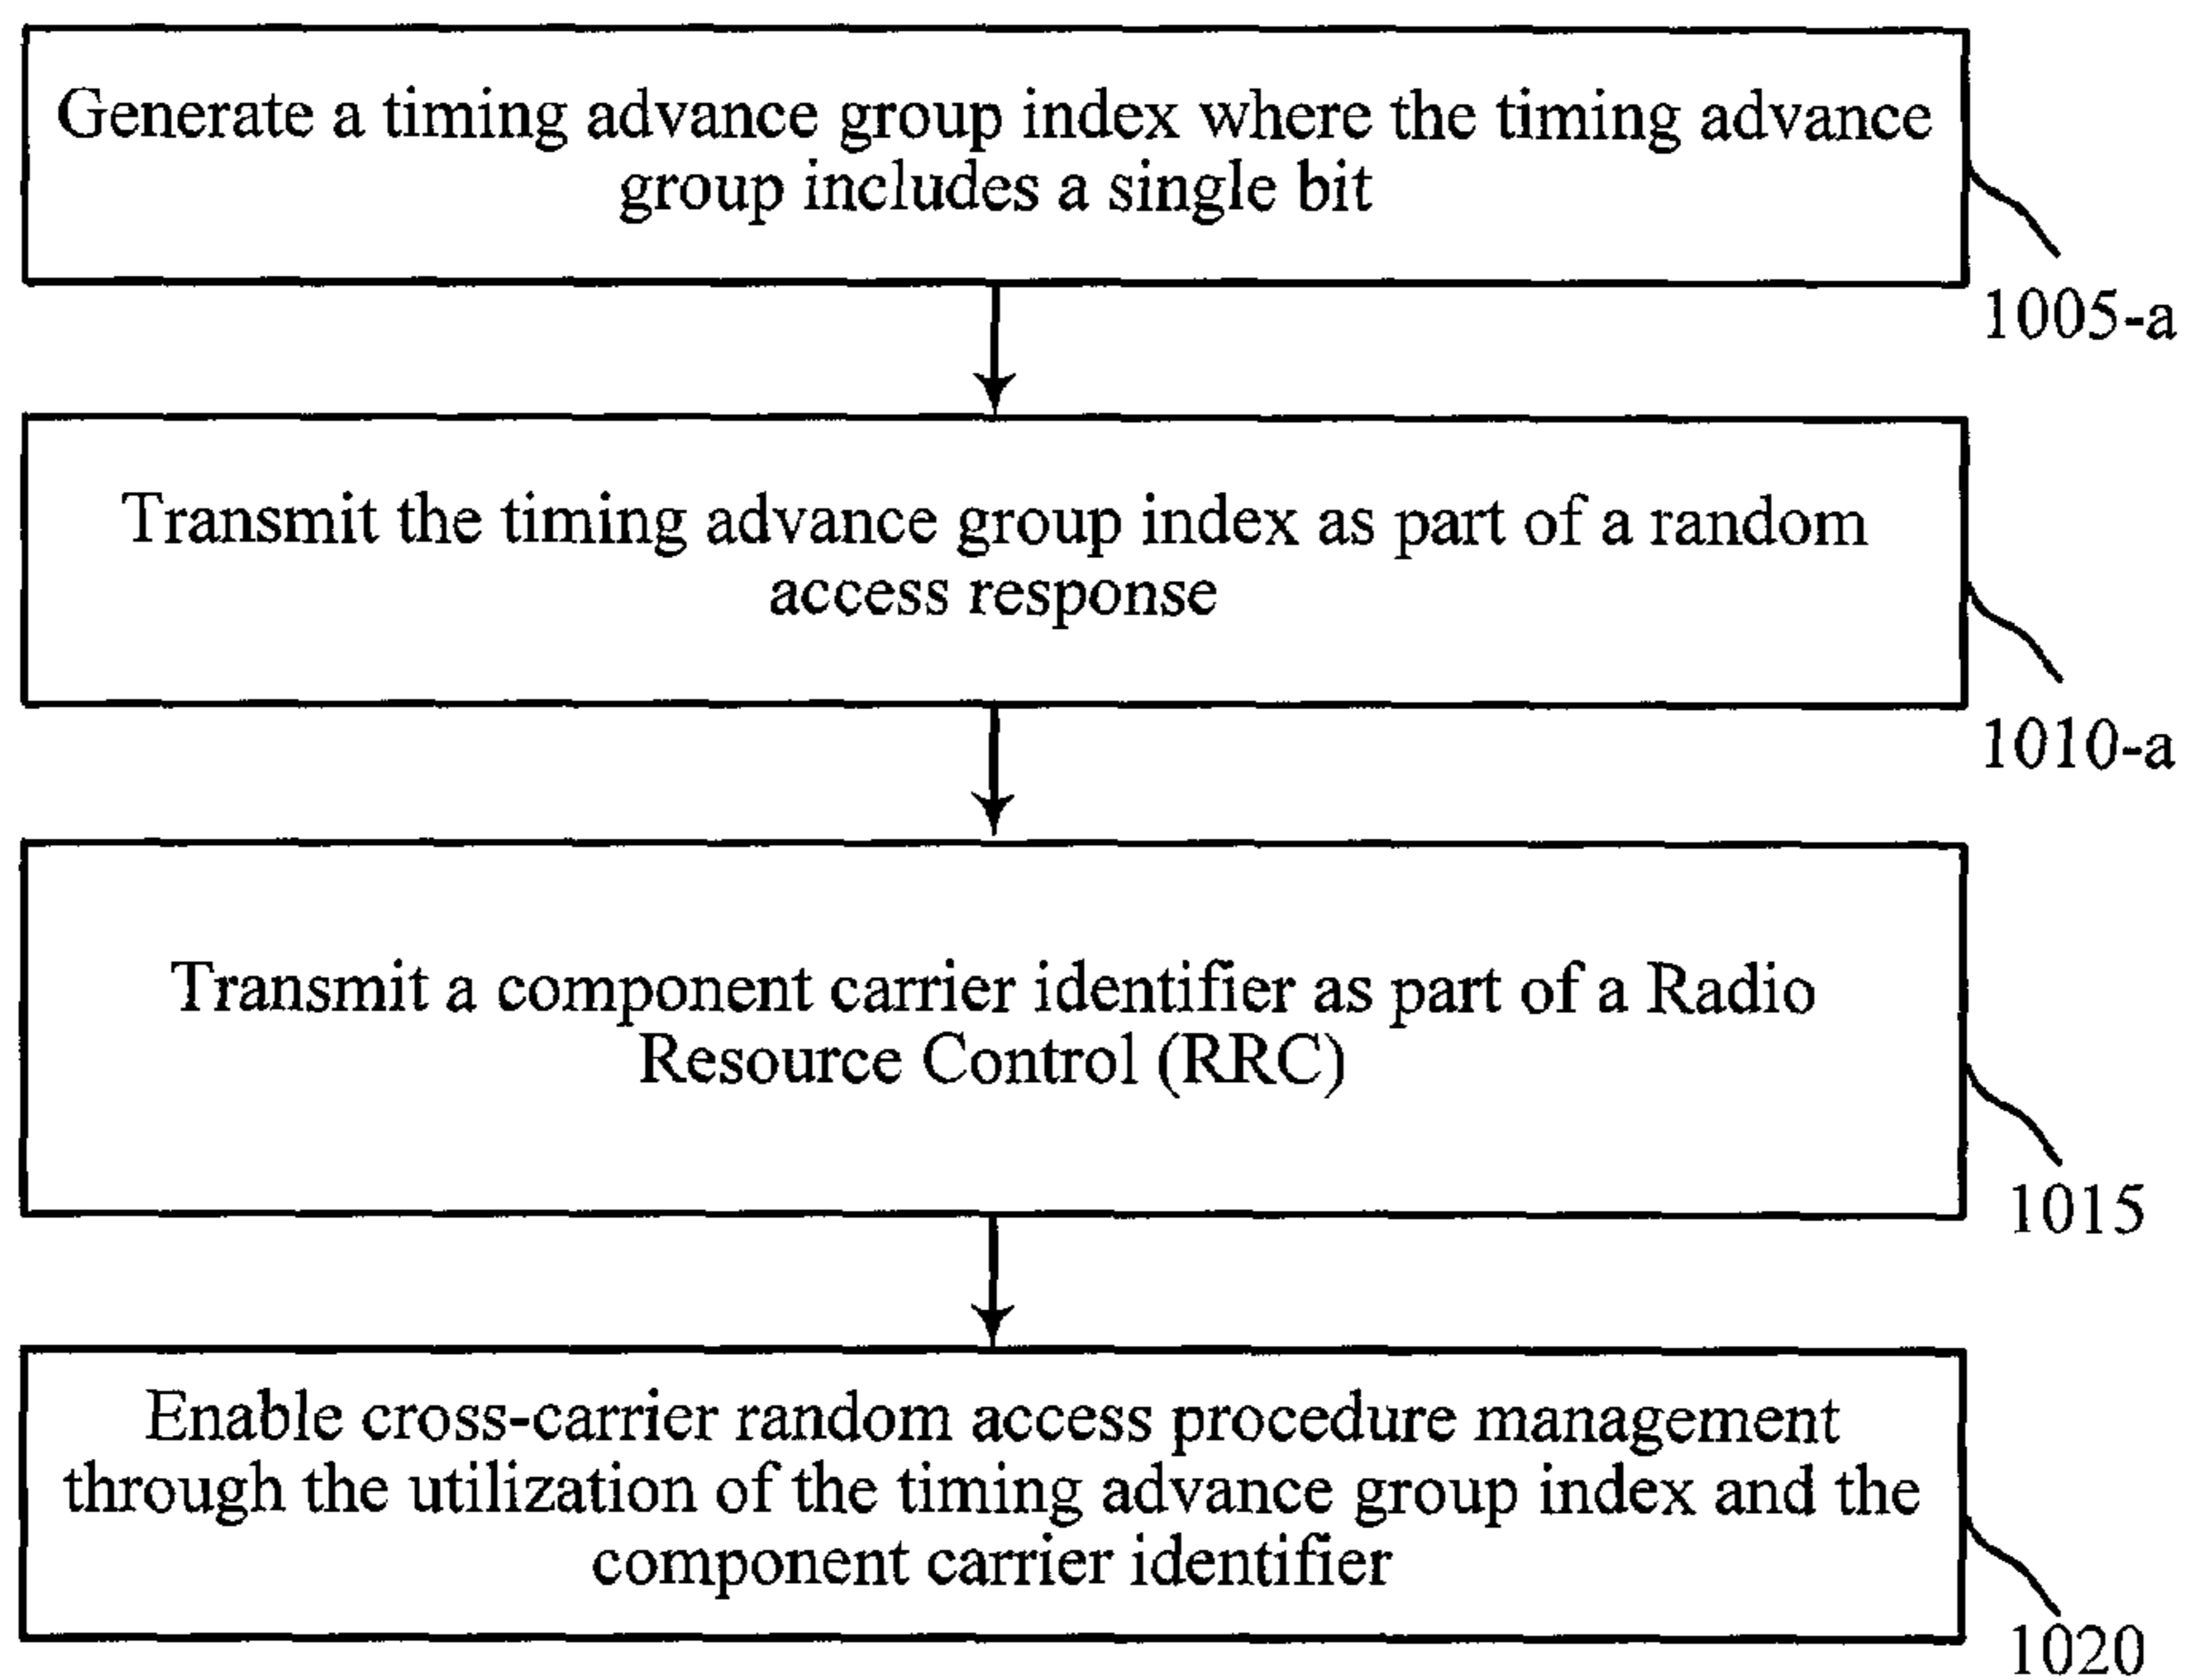 Generate a timing advance group index where the timing advance
group includes a single bit
1005-a
Transmit the timing advance group index as part of a random
access response
1010-a
Transmit a component carrier identifier as part of a Radio
Resource Control (RRC)
1015
Enable cross-carrier random access procedure management
through the utilization of the timing advance group index and the
component carrier identifier
1020